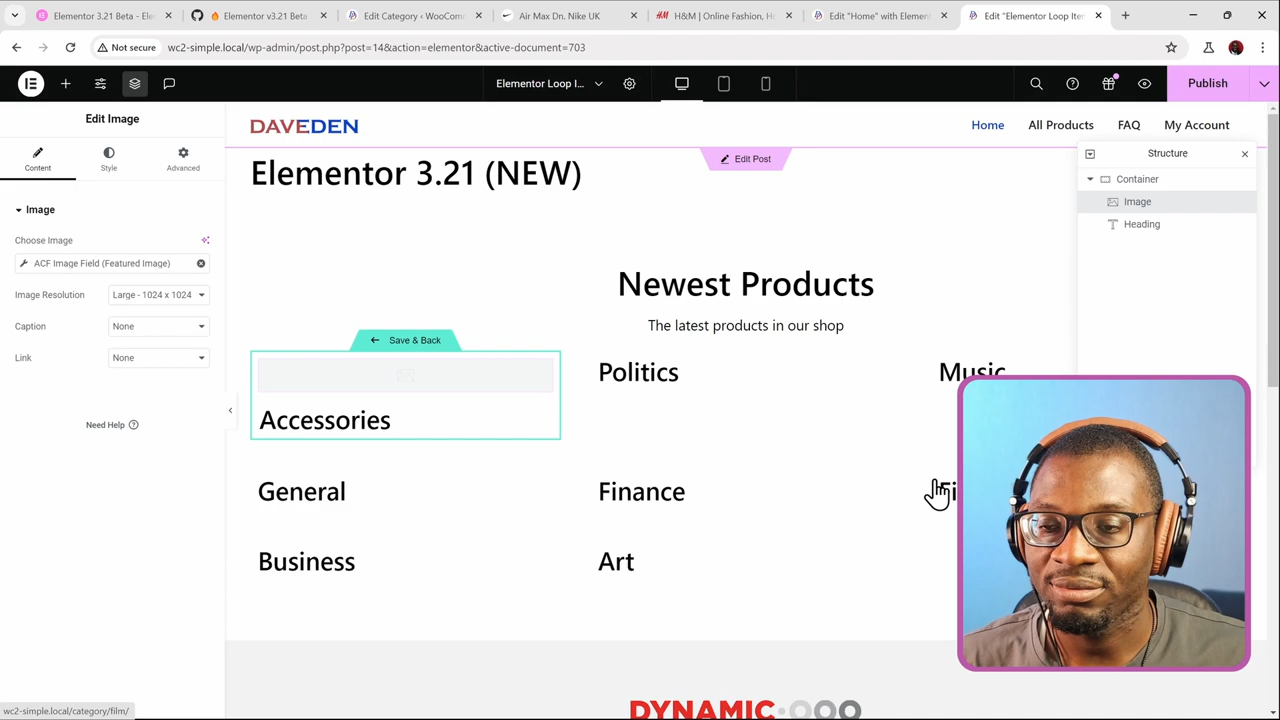 Elementor 3.21 Beta - Ele
Elementor v3.21 Beta
Edit Category ‹ WooCom
Air Max Dn. Nike UK
H&M | Online Fashion, H
Edit "Home" with Elemen
Edit "Elementor Loop Iten
Not secure
wc2-simple.local/wp-admin/post.php?post=14&action=elementor&active-document=703
Elementor Loop I...
Publish
Edit Image
Content
Style
Advanced
Image
Choose Image
ACF Image Field (Featured Image)
Image Resolution
Large - 1024 x 1024
Caption
None
Link
None
Need Help
DAVEDEN
Home
All Products
FAQ
My Account
Edit Post
Elementor 3.21 (NEW)
Structure
Container
Image
Heading
Newest Products
The latest products in our shop
Save & Back
Accessories
Politics
Music
General
Finance
Business
Art
DYNAMIC
wc2-simple.local/category/film/